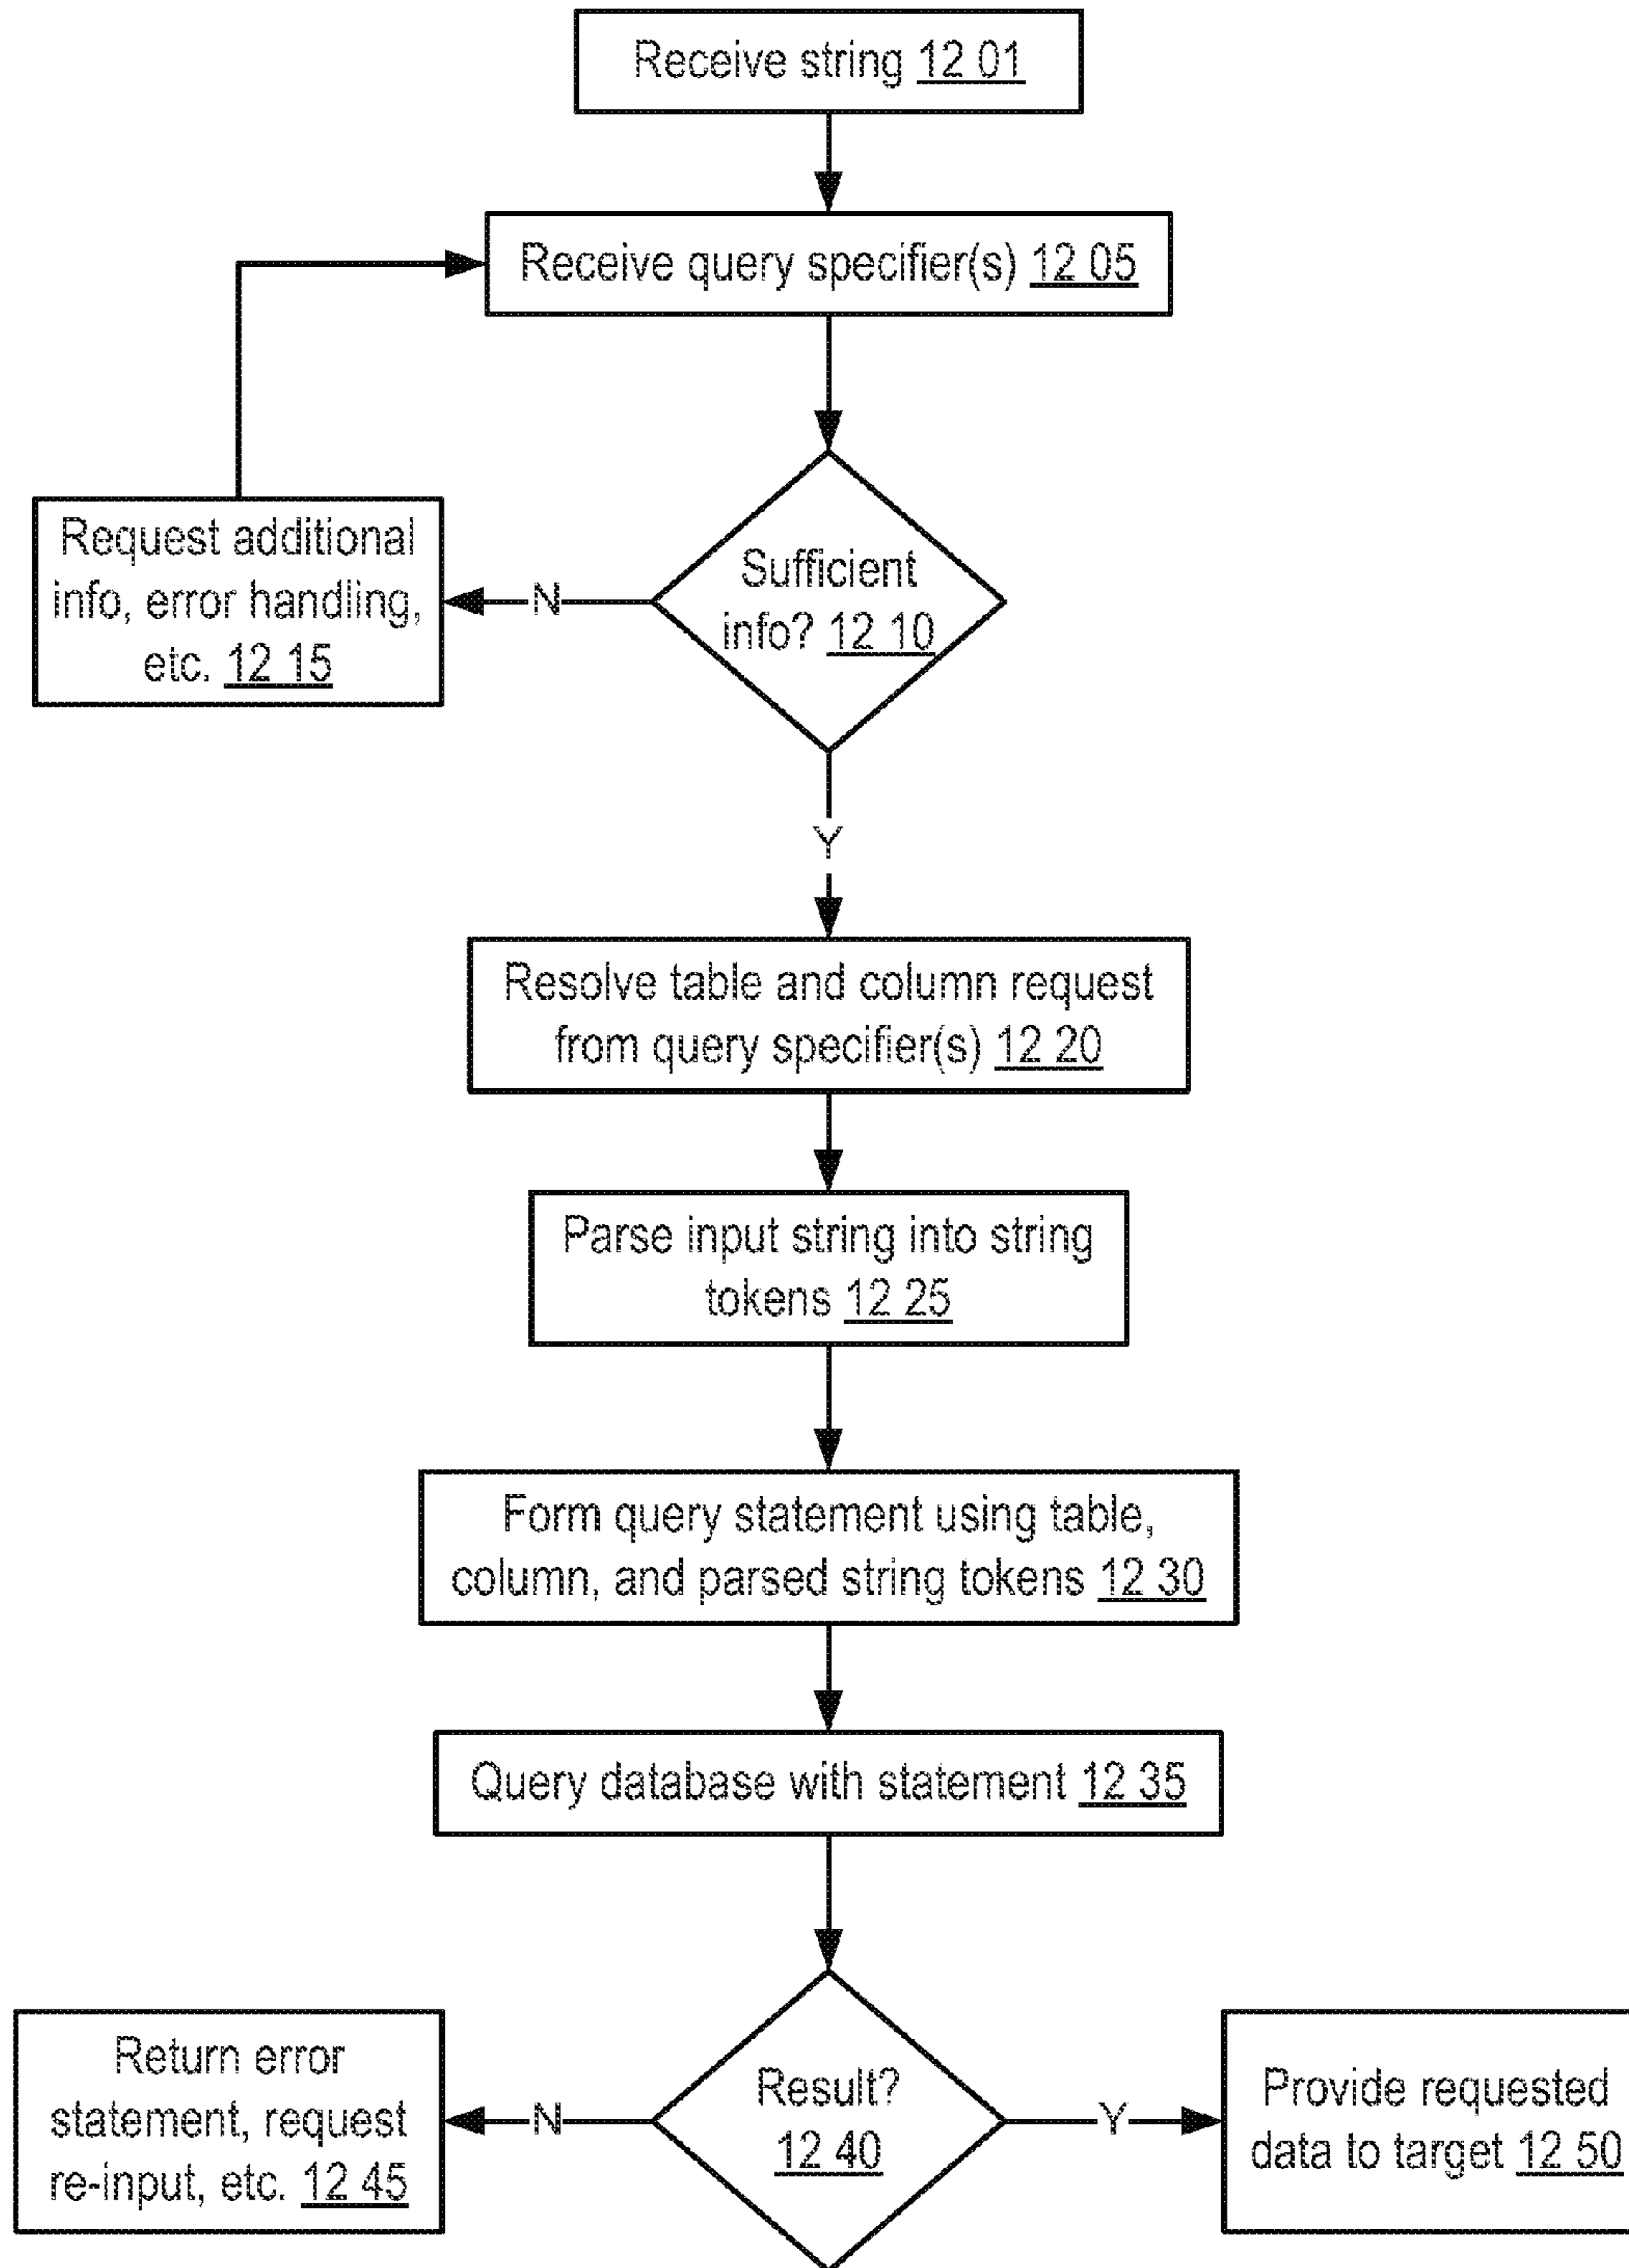 Receive string 12 01
Receive query specifier(s) 12 05
Request additional
info, error handling,
etc. 12 15
N
Sufficient
info? 12 10
Y
Resolve table and column request
from query specifier(s) 12 20
Parse input string into string
tokens 12 25
Form query statement using table,
column, and parsed string tokens 12 30
Query database with statement 12 35
Return error
statement, request
re-input, etc. 12 45
N
Result?
12 40
Y
Provide requested
data to target 12 50